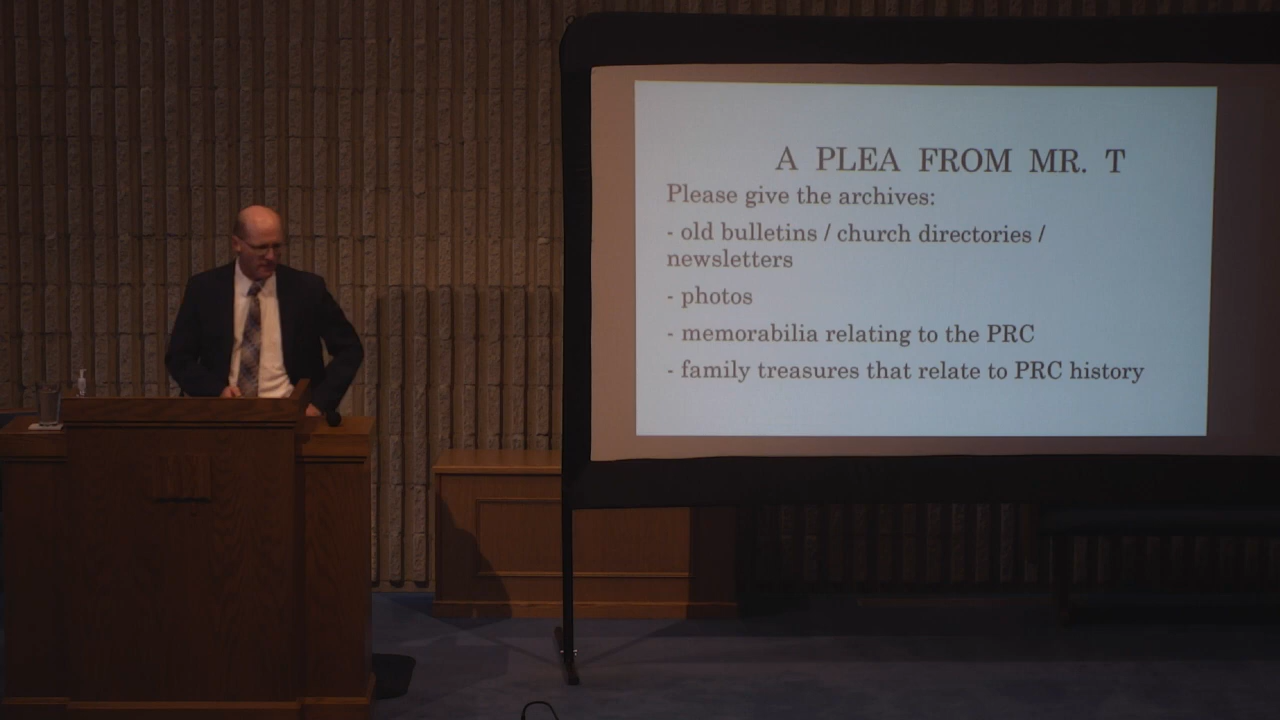 A PLEA FROM MR. T
Please give the archives:
- old bulletins / church directories /
newsletters
- photos
- memorabilia relating to the PRC
- family treasures that relate to PRC history